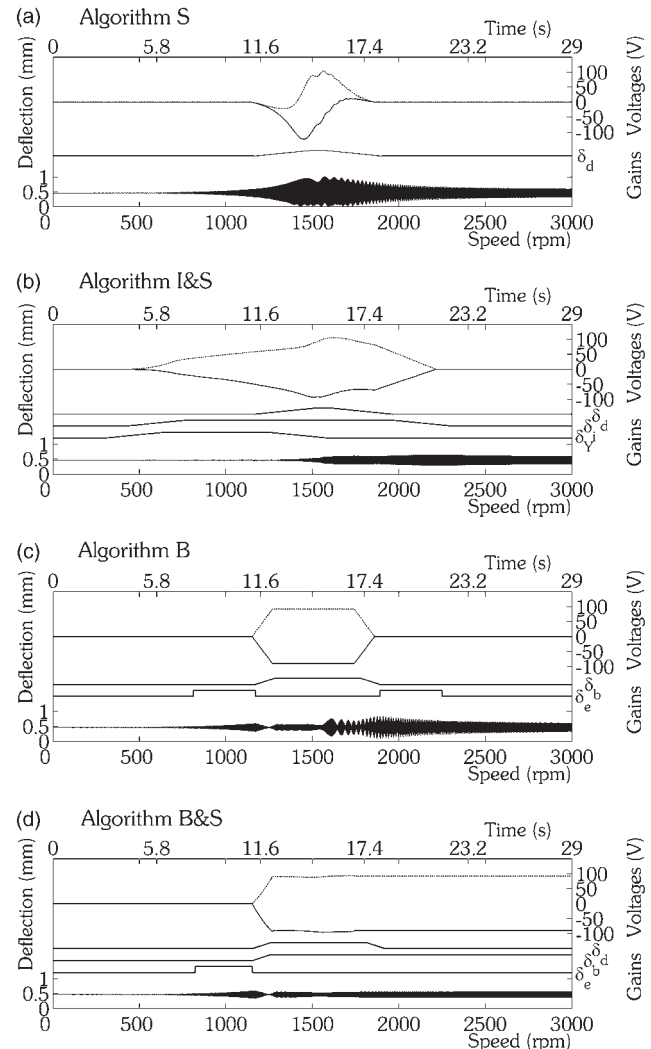 (a) Algorithm S
Time (s)
0 5.8 11.6 17.4 23.2 29
Deflection (mm)
100
50
0
-50
-100
Voltages (V)
δd
Gains
1
0.5
0
500 1000 1500 2000 2500 3000
Speed (rpm)
(b) Algorithm I&S
Time (s)
0 5.8 11.6 17.4 23.2 29
Deflection (mm)
100
50
0
-50
-100
Voltages (V)
δd
δi
δγ
Gains
1
0.5
0
500 1000 1500 2000 2500 3000
Speed (rpm)
(c) Algorithm B
Time (s)
0 5.8 11.6 17.4 23.2 29
Deflection (mm)
100
50
0
-50
-100
Voltages (V)
δb
δe
Gains
1
0.5
0
500 1000 1500 2000 2500 3000
Speed (rpm)
(d) Algorithm B&S
Time (s)
0 5.8 11.6 17.4 23.2 29
Deflection (mm)
100
50
0
-50
-100
Voltages (V)
δd
δb
δe
Gains
1
0.5
0
500 1000 1500 2000 2500 3000
Speed (rpm)